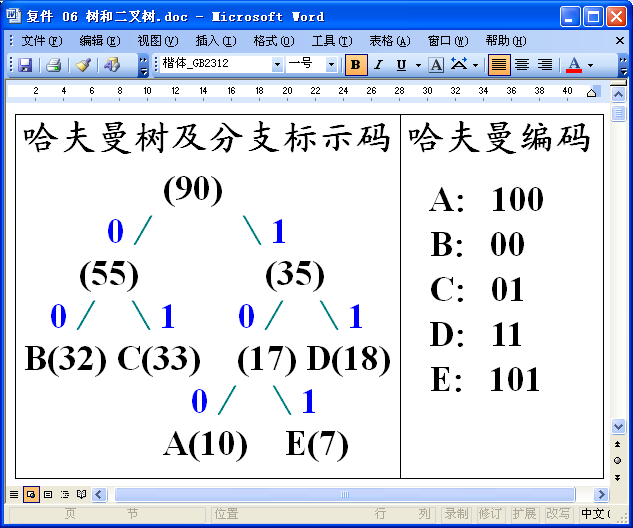 复件 06 树和二叉树.doc - Microsoft Word
文件(F) 编辑(E) 视图(V) 插入(I) 格式(O) 工具(T) 表格(A) 窗口(W) 帮助(H)
楷体_GB2312 一号 B I U A A A
2 4 6 8 10 12 14 16 18 20 22 24 26 28 30 32 34 36 38 40
哈夫曼树及分支标示码
(90)
0 1
(55) (35)
0 1 0 1
B(32) C(33) (17) D(18)
0 1
A(10) E(7)
哈夫曼编码
A: 100
B: 00
C: 01
D: 11
E: 101
页 节 位置 行 列 录制 修订 扩展 改写 中文(